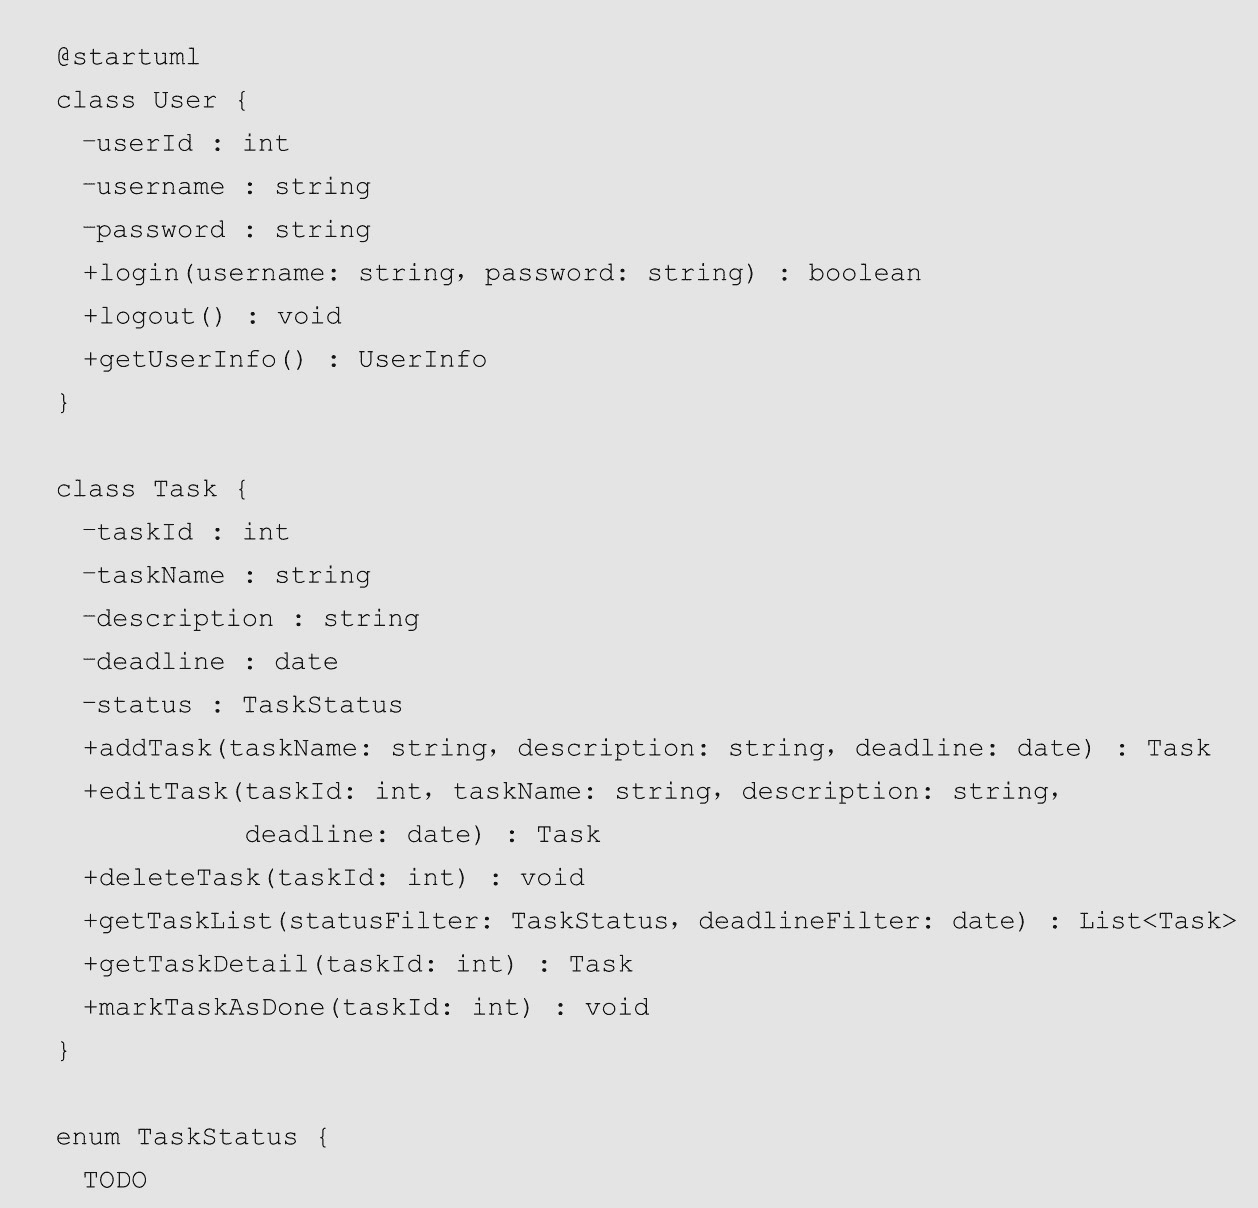 @startuml
class User {
-userId : int
-username : string
-password : string
+login(username: string, password: string) : boolean
+logout() : void
+getUserInfo() : UserInfo
}
class Task {
-taskId : int
-taskName : string
-description : string
-deadline : date
-status : TaskStatus
+addTask(taskName: string, description: string, deadline: date) : Task
+editTask(taskId: int, taskName: string, description: string,
deadline: date) : Task
+deleteTask(taskId: int) : void
+getTaskList(statusFilter: TaskStatus, deadlineFilter: date) : List<Task>
+getTaskDetail(taskId: int) : Task
+markTaskAsDone(taskId: int) : void
}
enum TaskStatus {
TODO